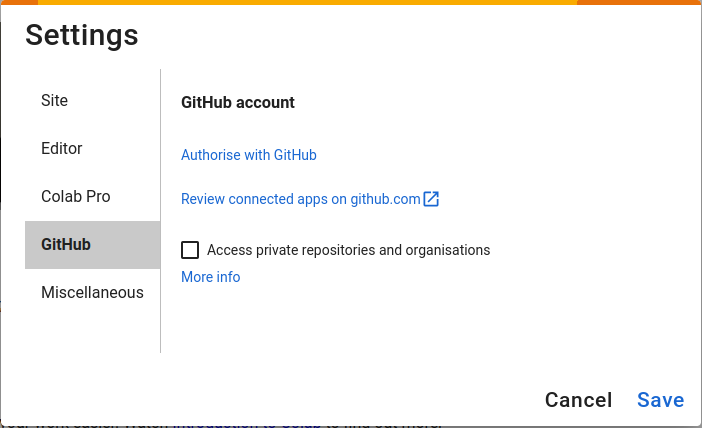 Settings
Site
Editor
Colab Pro
GitHub
Miscellaneous
GitHub account
Authorise with GitHub
Review connected apps on github.com
Access private repositories and organisations
More info
Cancel
Save